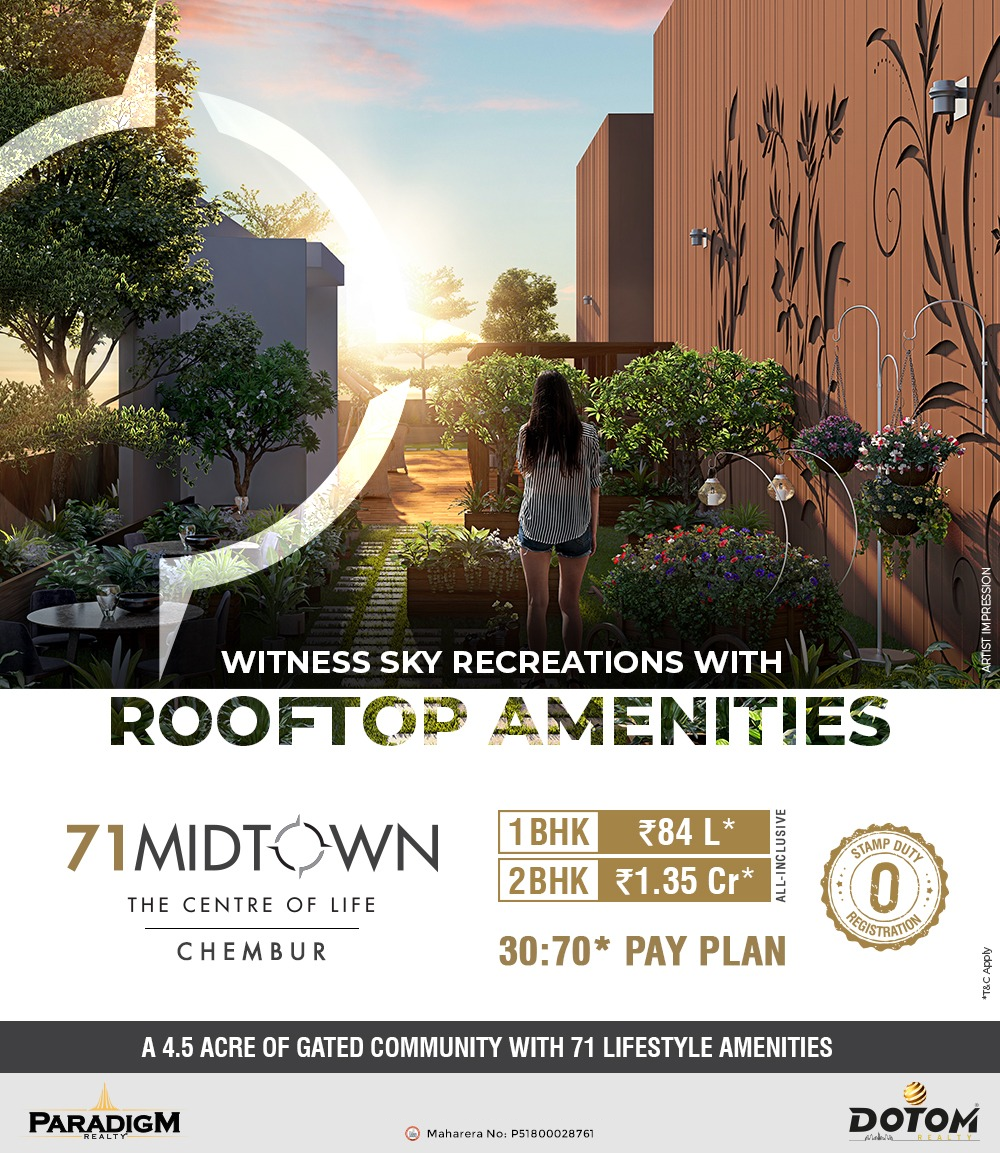 ARTIST IMPRESSION
WITNESS SKY RECREATIONS WITH
ROOFTOP AMENITIES
71 MIDTOWN
THE CENTRE OF LIFE
CHEMBUR
1 BHK ₹84 L*
2 BHK ₹1.35 Cr*
ALL-INCLUSIVE
30:70* PAY PLAN
STAMP DUTY
0
REGISTRATION
*T&C Apply
A 4.5 ACRE OF GATED COMMUNITY WITH 71 LIFESTYLE AMENITIES
PARADIGM
REALTY
Maharera No: P51800028761
DOTOM
REALTY